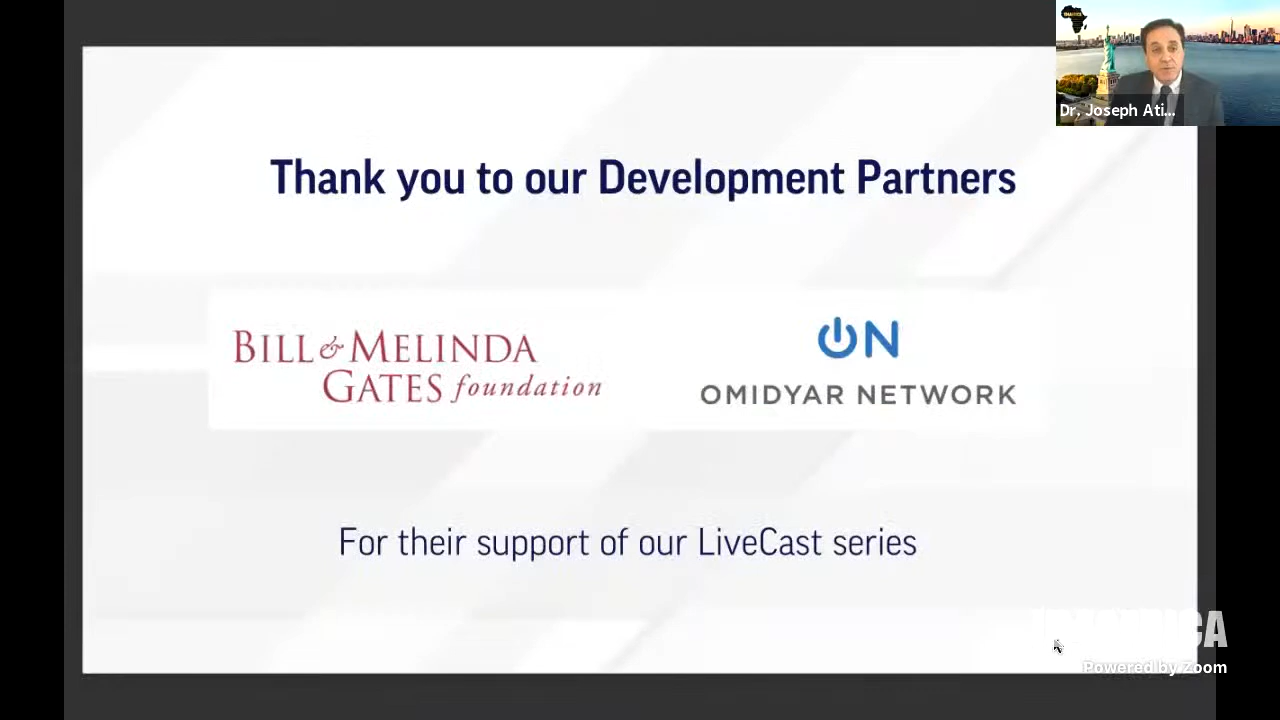 Thank you to our Development Partners
BILL & MELINDA
GATES foundation
ON
OMIDYAR NETWORK
For their support of our LiveCast series
Dr. Joseph Ati...
Powered by Zoom